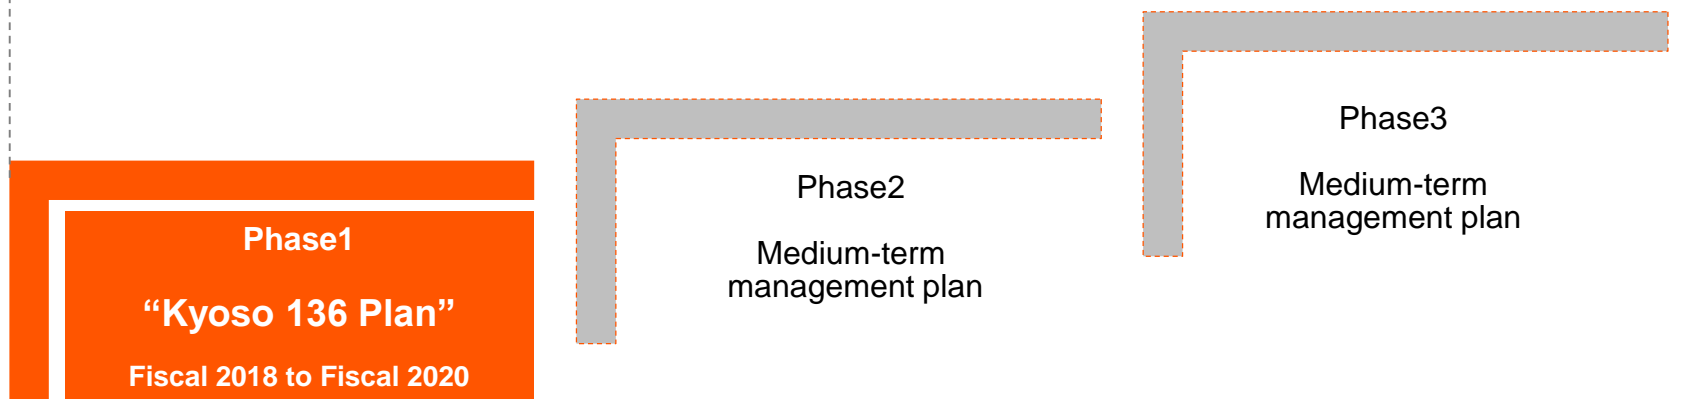 Phase1
“Kyoso 136 Plan”
Fiscal 2018 to Fiscal 2020
Phase2
Medium-term
management plan
Phase3
Medium-term
management plan